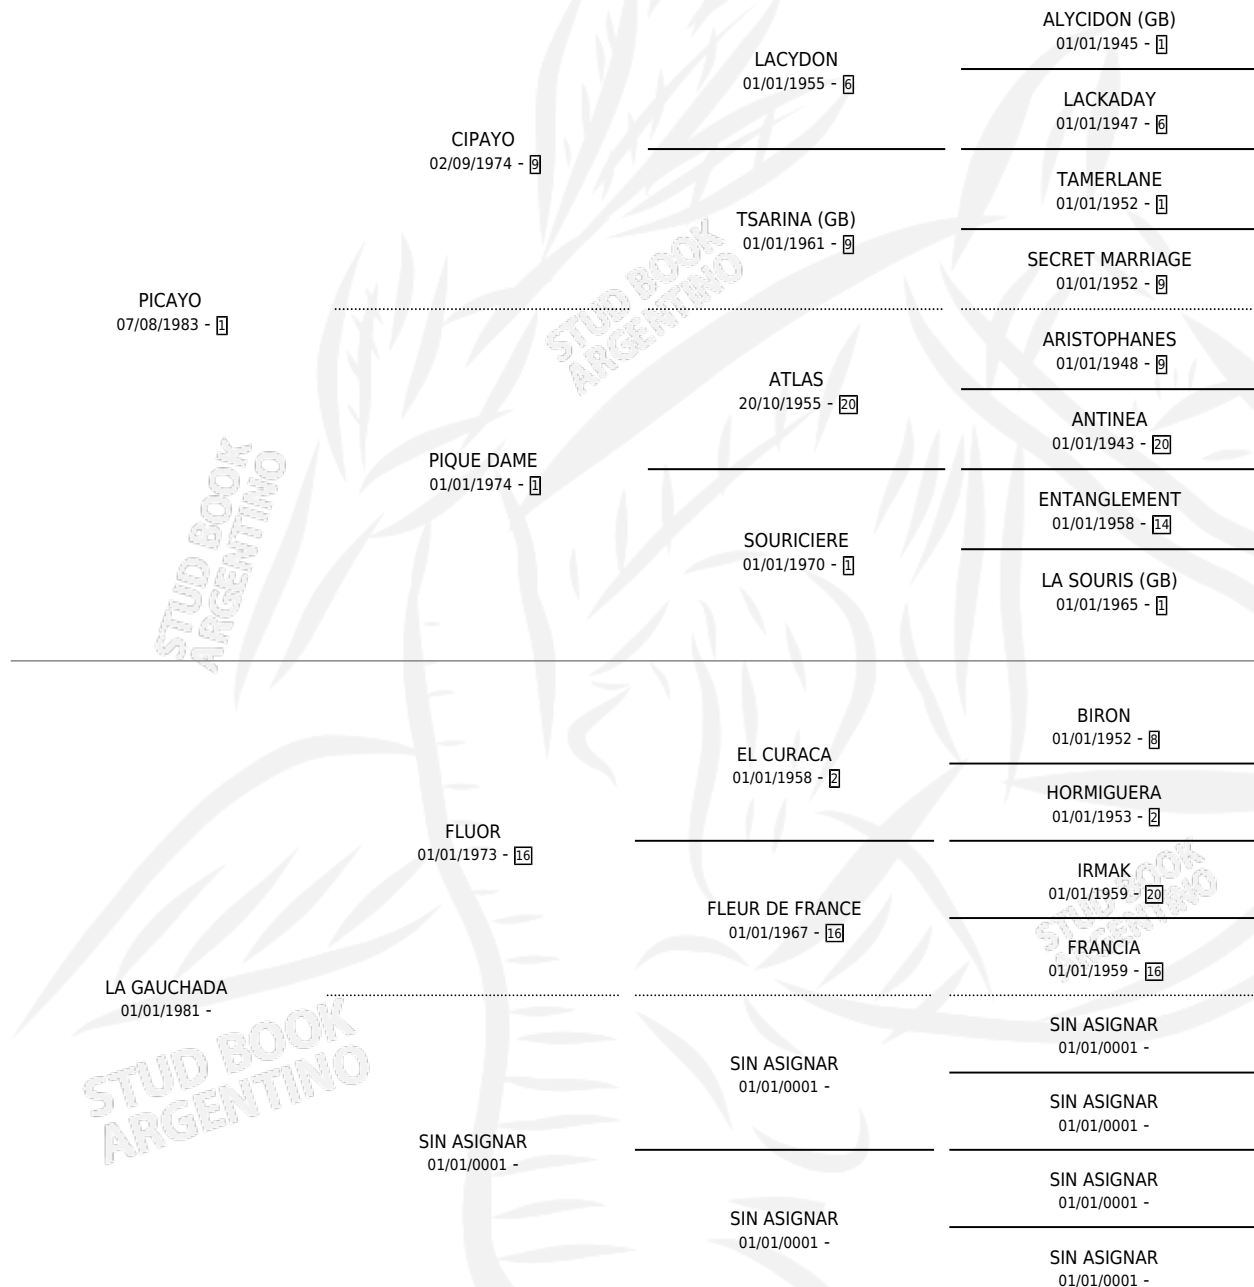 ALYCIDON (GB)
01/01/1945 - 1
LACYDON
01/01/1955 - 6
LACKADAY
01/01/1947 - 6
CIPAYO
02/09/1974 - 9
TAMERLANE
01/01/1952 - 1
TSARINA (GB)
01/01/1961 - 9
SECRET MARRIAGE
01/01/1952 - 9
STUD BOOK
ARGENTINO
PICAYO
07/08/1983 - 1
ARISTOPHANES
01/01/1948 - 9
ATLAS
20/10/1955 - 20
ANTINEA
01/01/1943 - 20
PIQUE DAME
01/01/1974 - 1
ENTANGLEMENT
01/01/1958 - 14
SOURICIERE
01/01/1970 - 1
LA SOURIS (GB)
01/01/1965 - 1
STUD BOOK
ARGENTINO
BIRON
01/01/1952 - 8
EL CURACA
01/01/1958 - 2
HORMIGUERA
01/01/1953 - 2
FLUOR
01/01/1973 - 16
IRMAK
01/01/1959 - 20
FLEUR DE FRANCE
01/01/1967 - 16
STUD BOOK
ARGENTINO
FRANCIA
01/01/1959 - 16
LA GAUCHADA
01/01/1981 -
SIN ASIGNAR
01/01/0001 -
SIN ASIGNAR
01/01/0001 -
STUD BOOK
ARGENTINO
SIN ASIGNAR
01/01/0001 -
SIN ASIGNAR
01/01/0001 -
SIN ASIGNAR
01/01/0001 -
SIN ASIGNAR
01/01/0001 -
SIN ASIGNAR
01/01/0001 -